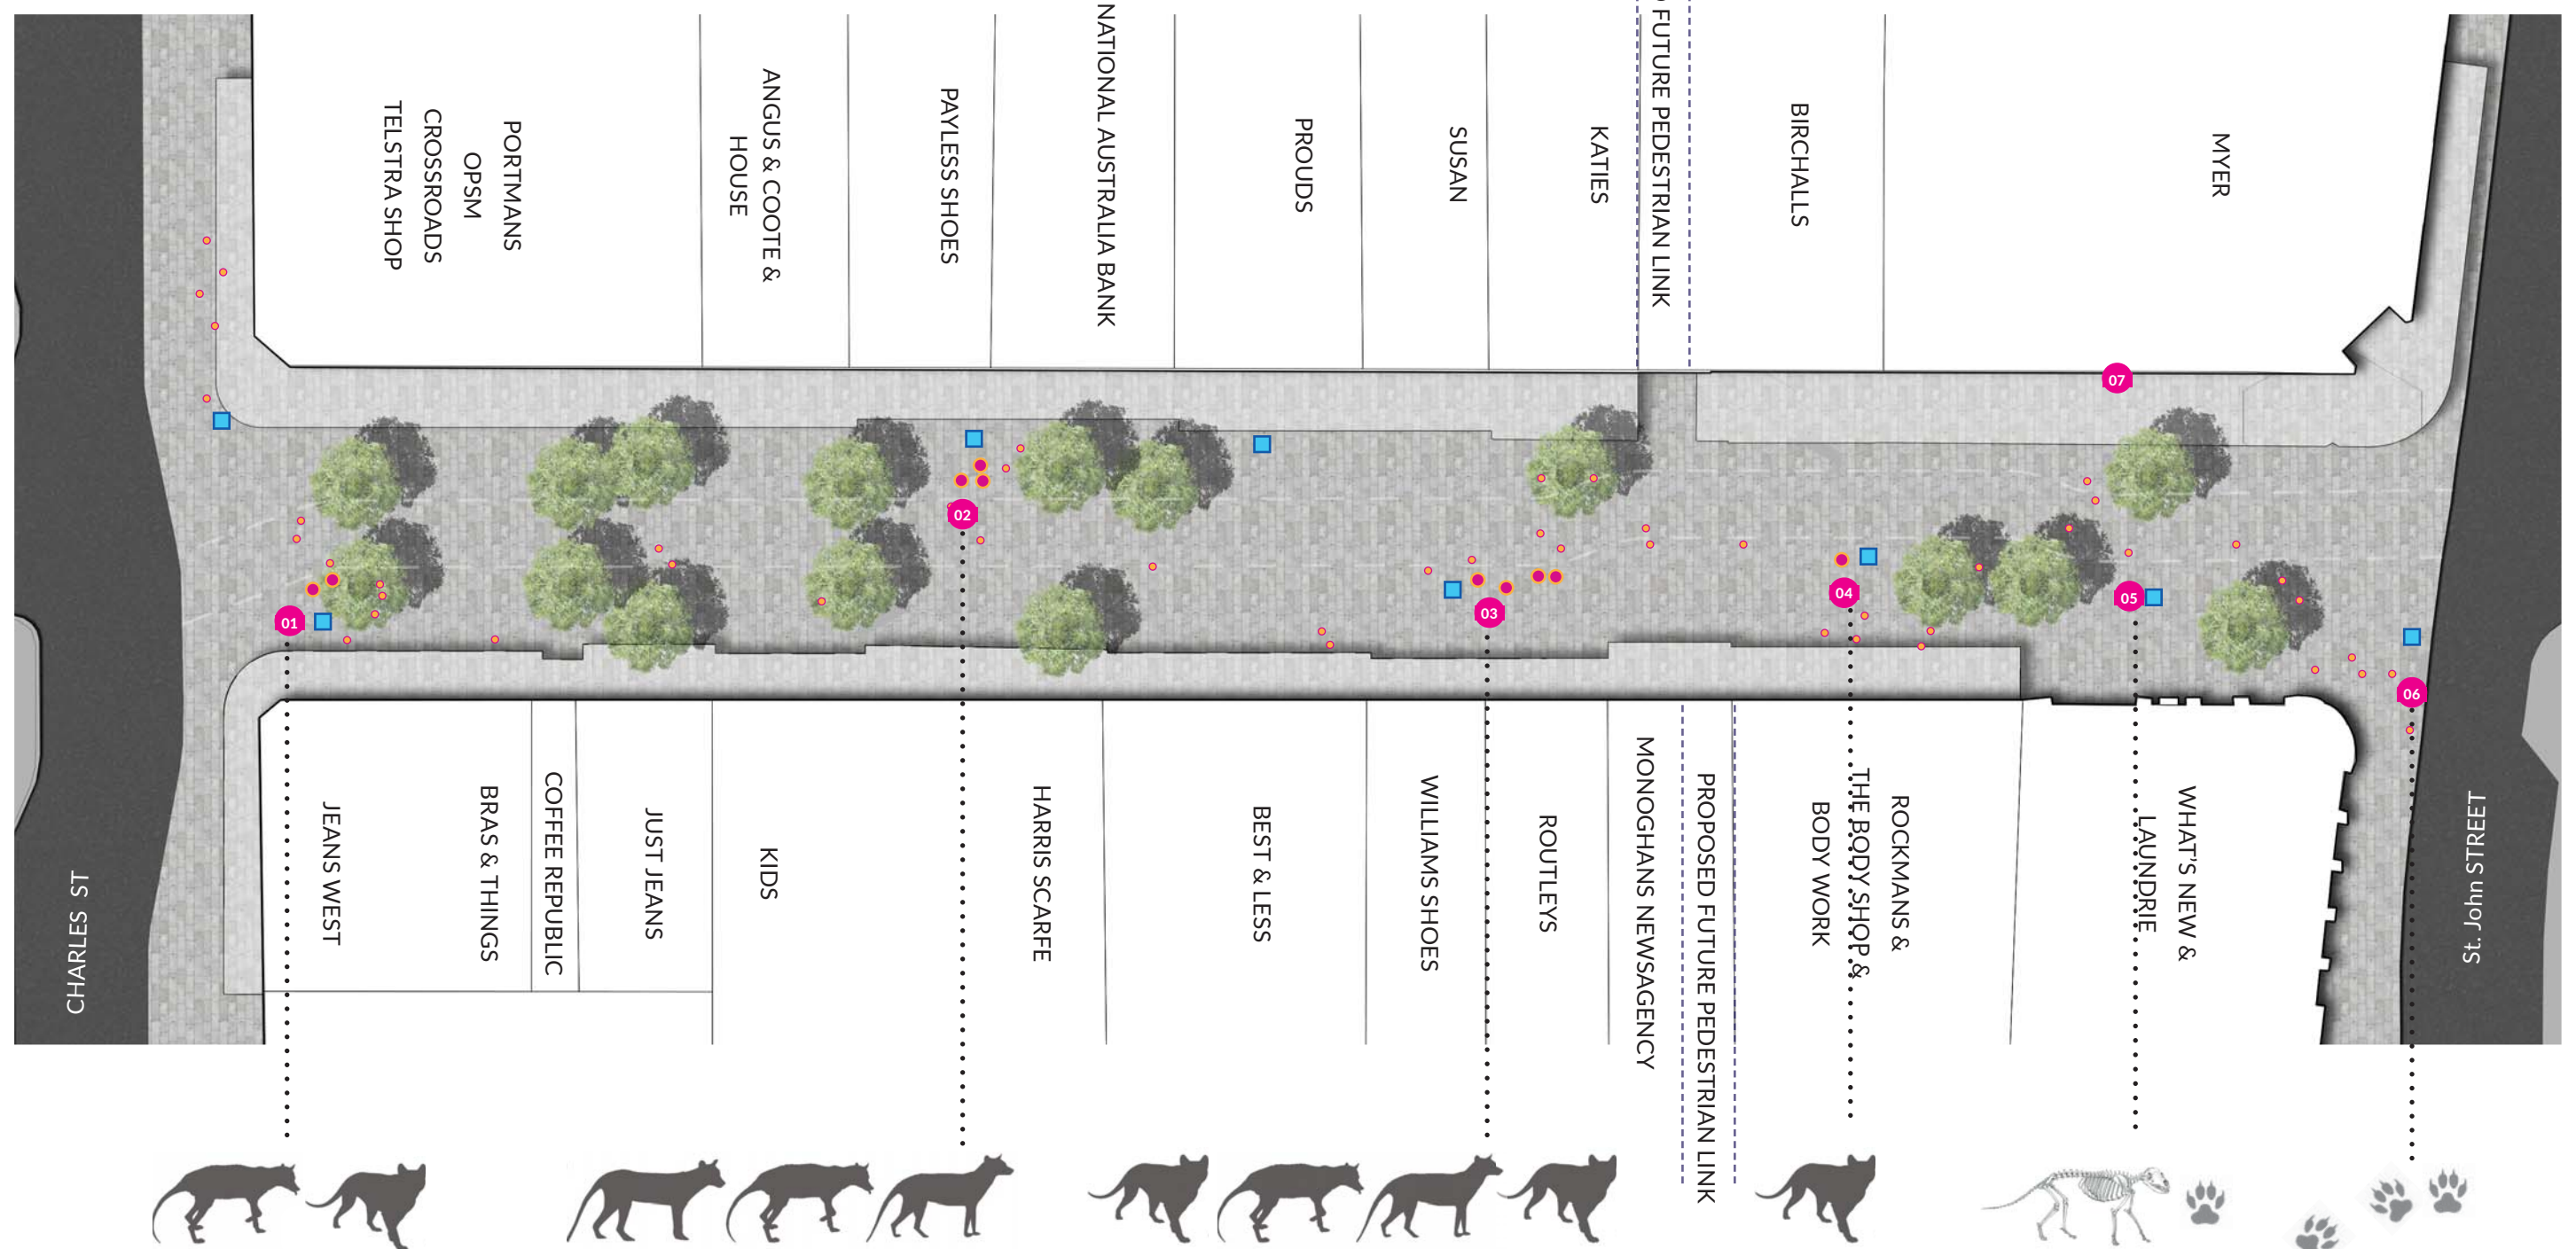 TELSTRA SHOP
CROSSROADS
OPSM
PORTMANS
ANGUS & COOTE &
HOUSE
PAYLESS SHOES
NATIONAL AUSTRALIA BANK
PROUDS
SUSAN
KATIES
FUTURE PEDESTRIAN LINK
BIRCHALLS
MYER
07
02
01
03
04
05
06
CHARLES ST
JEANS WEST
BRAS & THINGS
COFFEE REPUBLIC
JUST JEANS
KIDS
HARRIS SCARFE
BEST & LESS
WILLIAMS SHOES
ROUTLEYS
MONOGHANS NEWSAGENCY
PROPOSED FUTURE PEDESTRIAN LINK
ROCKMANS &
THE BODY SHOP &
BODY WORK
WHAT'S NEW &
LAUNDRIE
St. John STREET